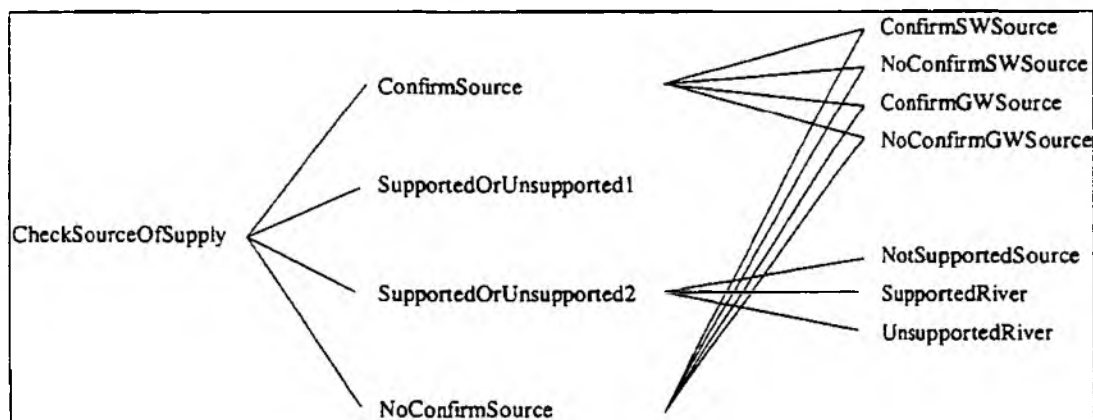 ConfirmSWSource
NoConfirmSWSource
ConfirmSource
ConfirmGWSource
NoConfirmGWSource
SupportedOrUnsupported1
CheckSourceOfSupply
NotSupportedSource
SupportedOrUnsupported2
SupportedRiver
UnsupportedRiver
NoConfirmSource